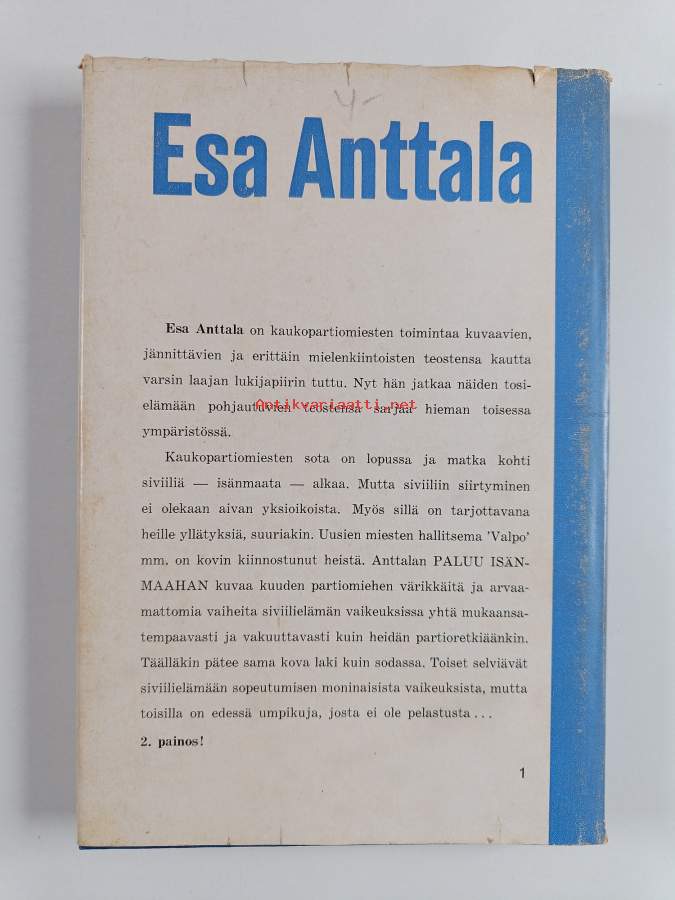 4-
Esa Anttala
Esa Anttala on kaukopartiomiesten toimintaa kuvaavien,
jännittävien ja erittäin mielenkiintoisten teostensa kautta
varsin laajan lukijapiirin tuttu. Nyt hän jatkaa näiden tosi-
elämään pohjautuvien teostensa sarjaa hieman toisessa
Antikvariaatti.net
ympäristössä.
Kaukopartiomiesten sota on lopussa ja matka kohti
siviiliä — isänmaata — alkaa. Mutta siviiliin siirtyminen
ei olekaan aivan yksioikoista. Myös sillä on tarjottavana
heille yllätyksiä, suuriakin. Uusien miesten hallitsema 'Valpo'
mm. on kovin kiinnostunut heistä. Anttalan PALUU ISÄN-
MAAHAN kuvaa kuuden partiomiehen värikkäitä ja arvaa-
mattomia vaiheita siviilielämän vaikeuksissa yhtä mukaansa-
tempaavasti ja vakuuttavasti kuin heidän partioretkiäänkin.
Täälläkin pätee sama kova laki kuin sodassa. Toiset selviävät
siviilielämään sopeutumisen moninaisista vaikeuksista, mutta
toisilla on edessä umpikuja, josta ei ole pelastusta ...
2. painos!
1